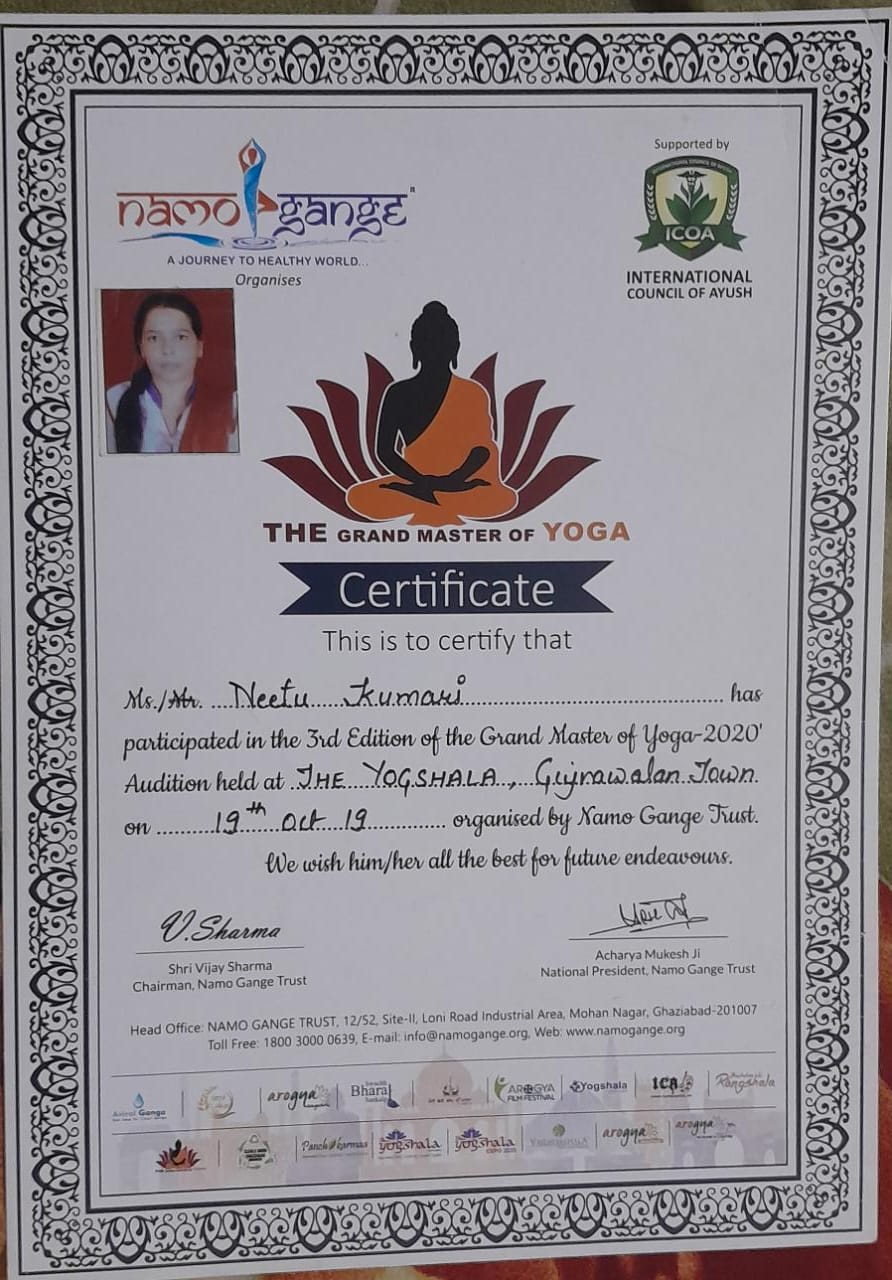 namo gange®
A JOURNEY TO HEALTHY WORLD...
Organises
Supported by
ICOA
INTERNATIONAL
COUNCIL OF AYUSH
THE GRAND MASTER OF YOGA
Certificate
This is to certify that
Ms./Mr. ....Neetu.....Kumari.................................................... has
participated in the 3rd Edition of the Grand Master of Yoga-2020'
Audition held at .THE...YOGSHALA..,..Gujrawalan.Town.
on ..........19th....Oct..19.............. organised by Namo Gange Trust.
We wish him/her all the best for future endeavours.
V.Sharma
Shri Vijay Sharma
Chairman, Namo Gange Trust
Acharya Mukesh Ji
National President, Namo Gange Trust
Head Office: NAMO GANGE TRUST, 12/52, Site-II, Loni Road Industrial Area, Mohan Nagar, Ghaziabad-201007
Toll Free: 1800 3000 0639, E-mail: info@namogange.org, Web: www.namogange.org
Aviral Ganga
arogya
Bharat
AROGYA
FILM FESTIVAL
Yogshala
ICA
Rangshala
Panchkarmas
yogshala
yogshala
EXPO 2020
arogya
arogya